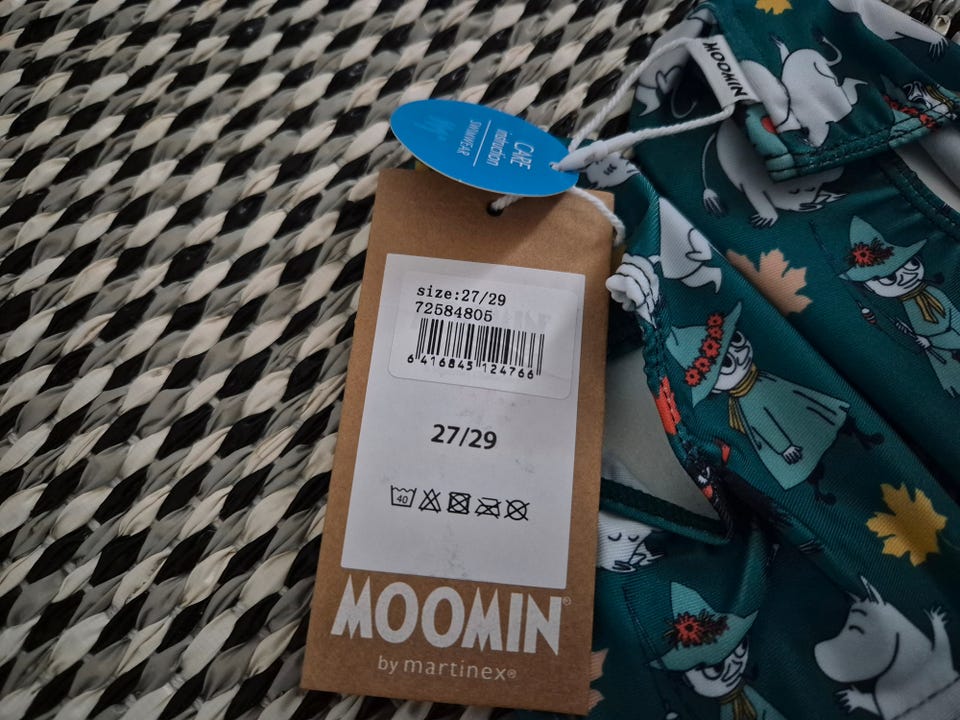 MOOMIN
CARE
instruction
SWIMWEAR
size:27/29
72584805
6 416845 124766
27/29
40
MOOMIN®
by martinex®